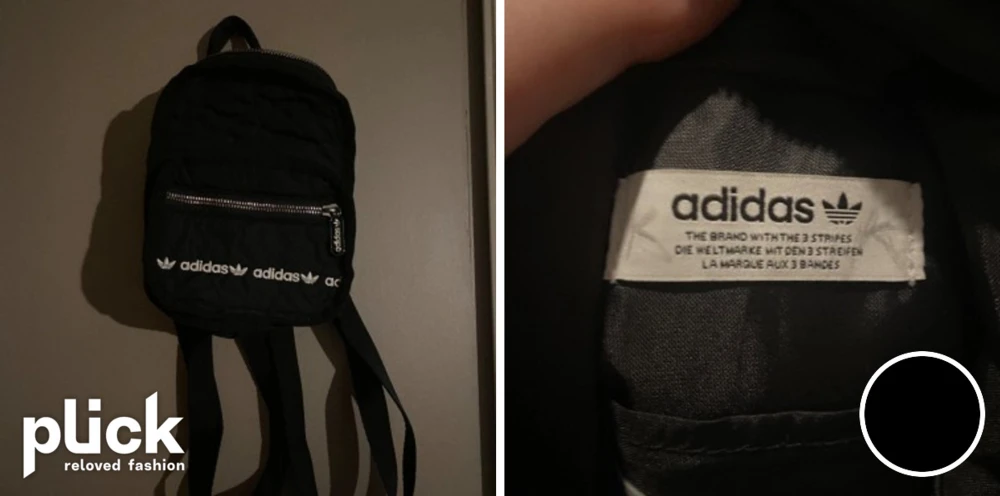 adidas
adidas adidas ad
plick
reloved fashion
adidas
THE BRAND WITH THE 3 STRIPES
DIE WELTMARKE MIT DEN 3 STREIFEN
LA MARQUE AUX 3 BANDES